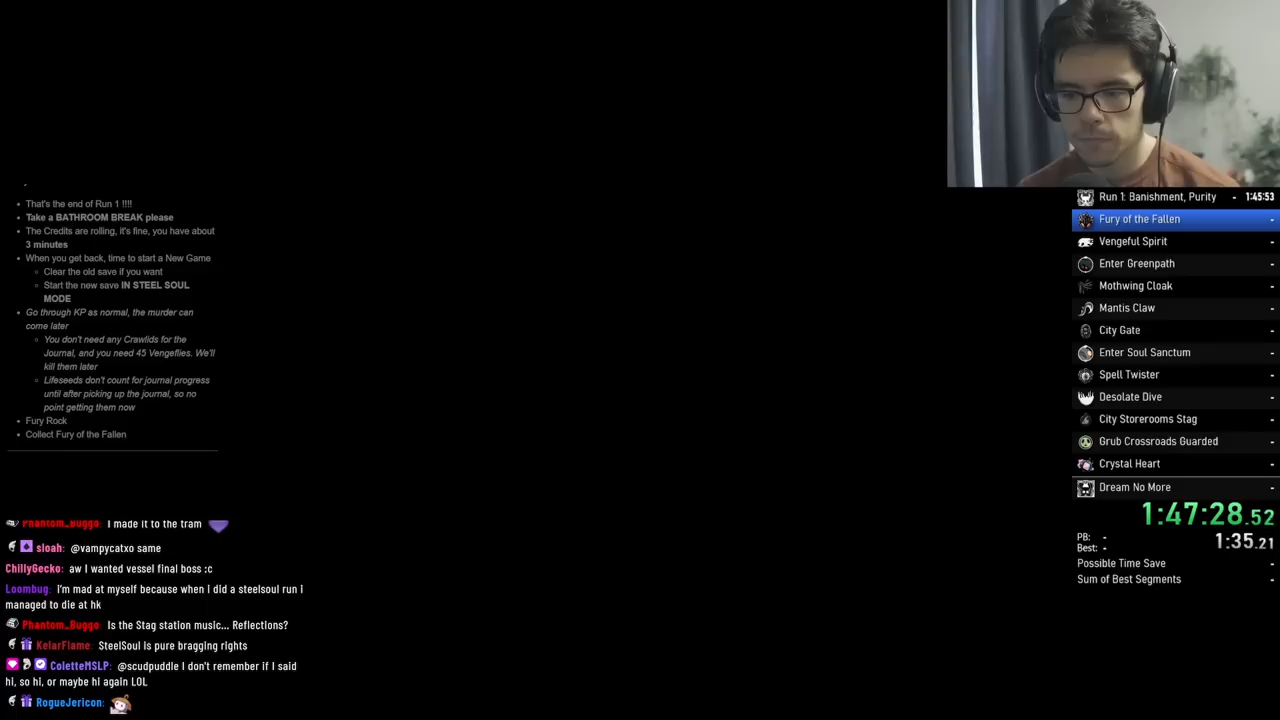 • That's the end of Run 1 !!!!
• Take a BATHROOM BREAK please
• The Credits are rolling, it's fine, you have about
3 minutes
• When you get back, time to start a New Game
Clear the old save if you want
Start the new save IN STEEL SOUL
MODE
• Go through KP as normal, the murder can
come later
You don't need any Crawlids for the
Journal, and you need 45 Vengeflies. We'll
kill them later
Lifeseeds don't count for journal progress
until after picking up the journal, so no
point getting them now
• Fury Rock
• Collect Fury of the Fallen
Phantom_Buggo: I made it to the tram
sloah: @vampycatxo same
ChillyGecko: aw I wanted vessel final boss :c
Loombug: I'm mad at myself because when i did a steelsoul run i
managed to die at hk
Phantom_Buggo: Is the Stag station music... Reflections?
KelarFlame: SteelSoul is pure bragging rights
ColetteMSLP: @scudpuddle I don't remember if I said
hi, so hi, or maybe hi again LOL
RogueJericon:
Run 1: Banishment, Purity - 1:45:53
Fury of the Fallen -
Vengeful Spirit -
Enter Greenpath -
Mothwing Cloak -
Mantis Claw -
City Gate -
Enter Soul Sanctum -
Spell Twister -
Desolate Dive -
City Storerooms Stag -
Grub Crossroads Guarded -
Crystal Heart -
Dream No More -
1:47:28.52
PB: - 1:35.21
Best: -
Possible Time Save -
Sum of Best Segments -